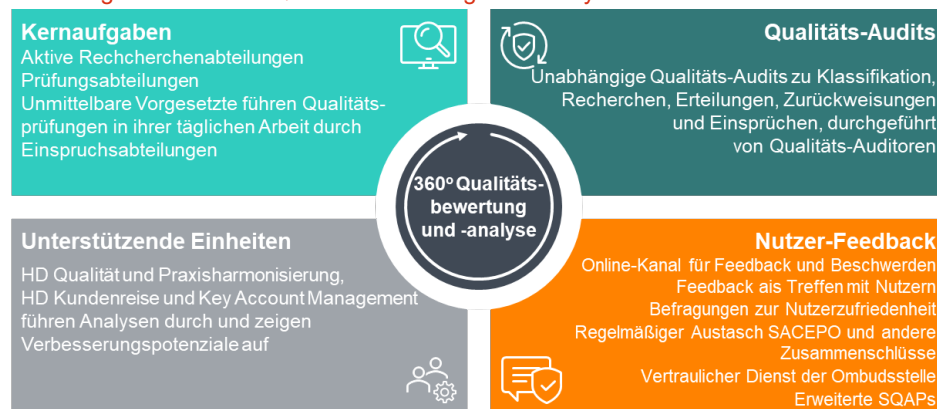 Kernaufgaben
Aktive Rechcherchenabteilungen
Prüfungsabteilungen
Unmittelbare Vorgesetzte führen Qualitäts-
prüfungen in ihrer täglichen Arbeit durch
Einspruchsabteilungen
Qualitäts-Audits
Unabhängige Qualitäts-Audits zu Klassifikation,
Recherchen, Erteilungen, Zurückweisungen
und Einsprüchen, durchgeführt
von Qualitäts-Auditoren
360º Qualitäts-
bewertung
und -analyse
Unterstützende Einheiten
HD Qualität und Praxisharmonisierung,
HD Kundenreise und Key Account Management
führen Analysen durch und zeigen
Verbesserungspotenziale auf
Nutzer-Feedback
Online-Kanal für Feedback und Beschwerden
Feedback als Treffen mit Nutzern
Befragungen zur Nutzerzufriedenheit
Regelmäßiger Austasch SACEPO und andere
Zusammenschlüsse
Vertraulicher Dienst der Ombudsstelle
Erweiterte SQAPs